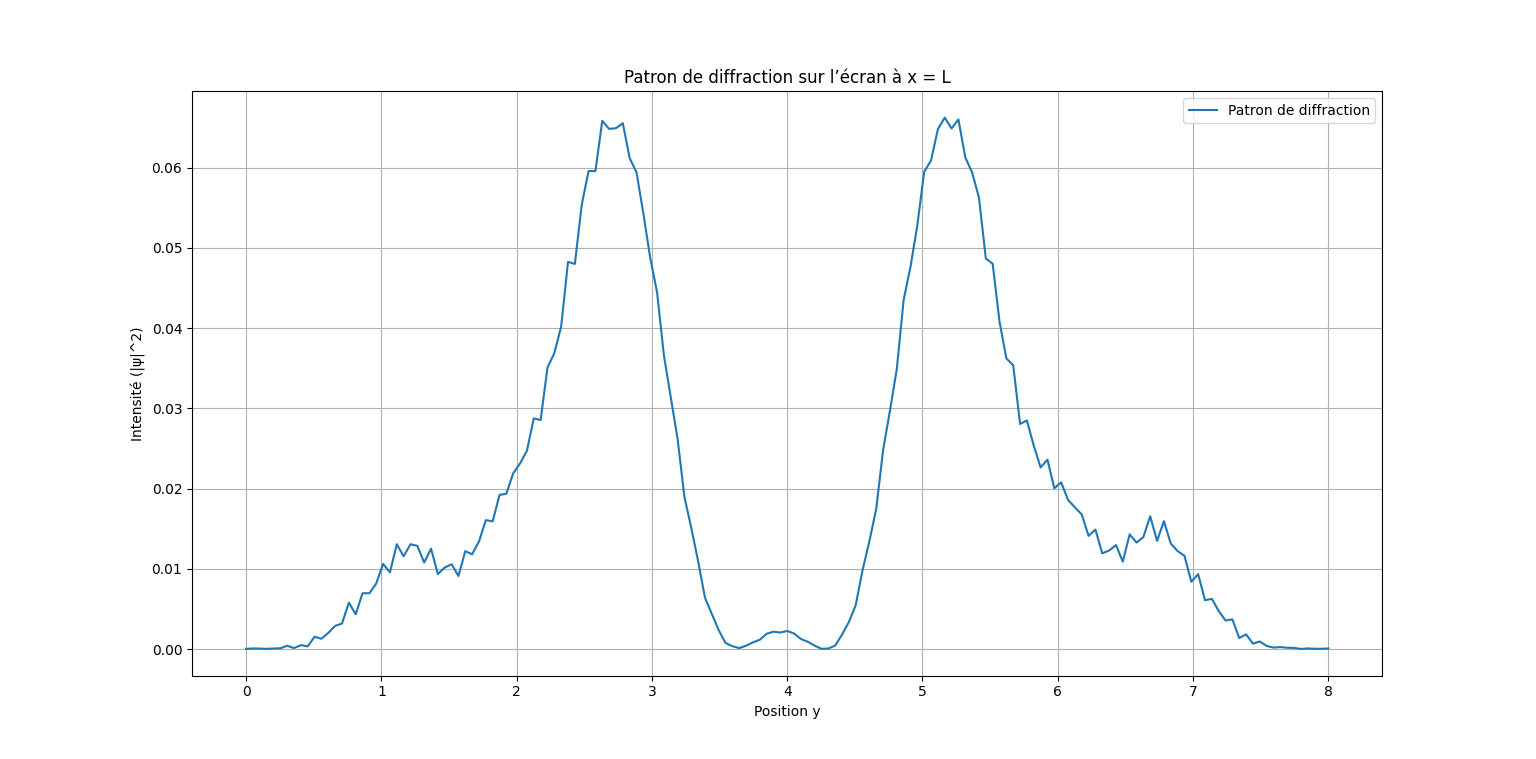 Patron de diffraction sur l’écran à x = L
Patron de diffraction
Intensité (|ψ|^2)
0.06
0.05
0.04
0.03
0.02
0.01
0.00
0 1 2 3 4 5 6 7 8
Position y